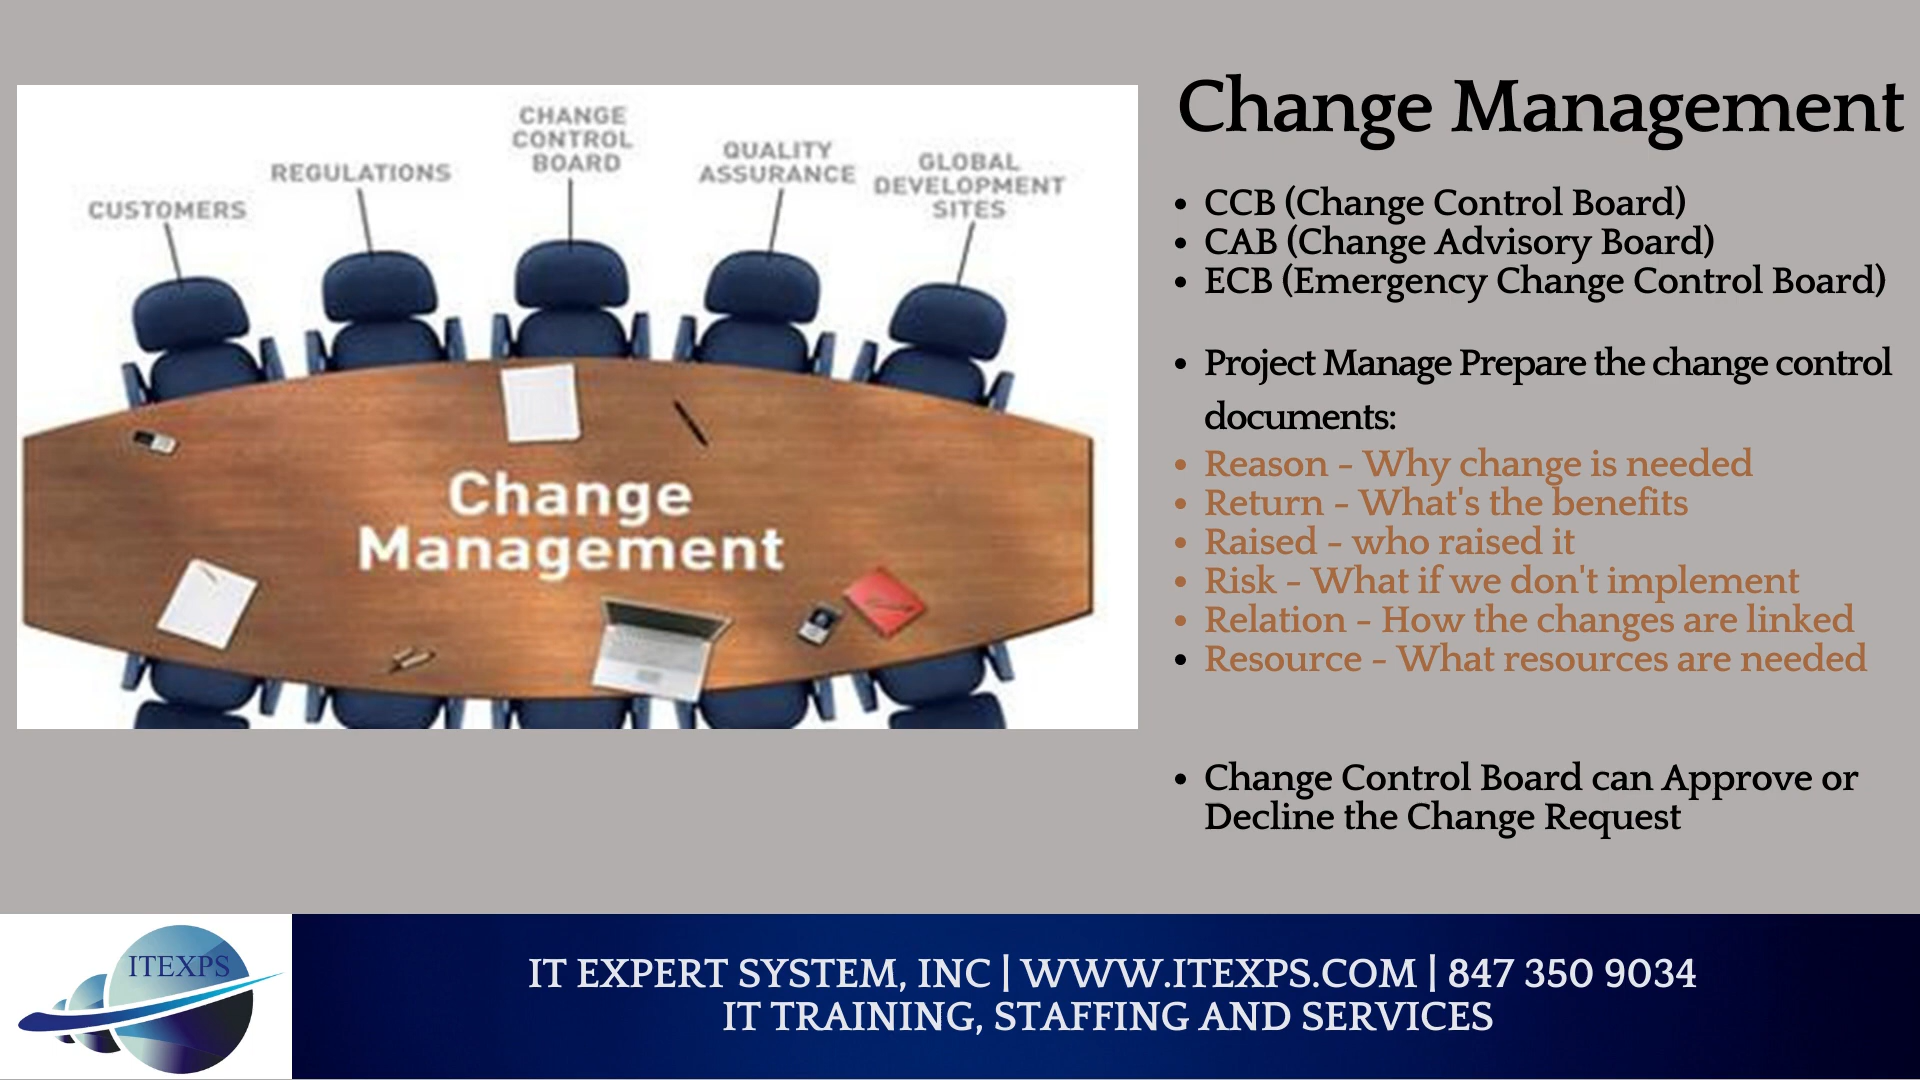 CUSTOMERS
REGULATIONS
CHANGE
CONTROL
BOARD
QUALITY
ASSURANCE
GLOBAL
DEVELOPMENT
SITES
Change
Management
Change Management
• CCB (Change Control Board)
• CAB (Change Advisory Board)
• ECB (Emergency Change Control Board)
• Project Manage Prepare the change control
documents:
• Reason - Why change is needed
• Return - What's the benefits
• Raised - who raised it
• Risk - What if we don't implement
• Relation - How the changes are linked
• Resource - What resources are needed
• Change Control Board can Approve or
Decline the Change Request
ITEXPS
IT EXPERT SYSTEM, INC | WWW.ITEXPS.COM | 847 350 9034
IT TRAINING, STAFFING AND SERVICES